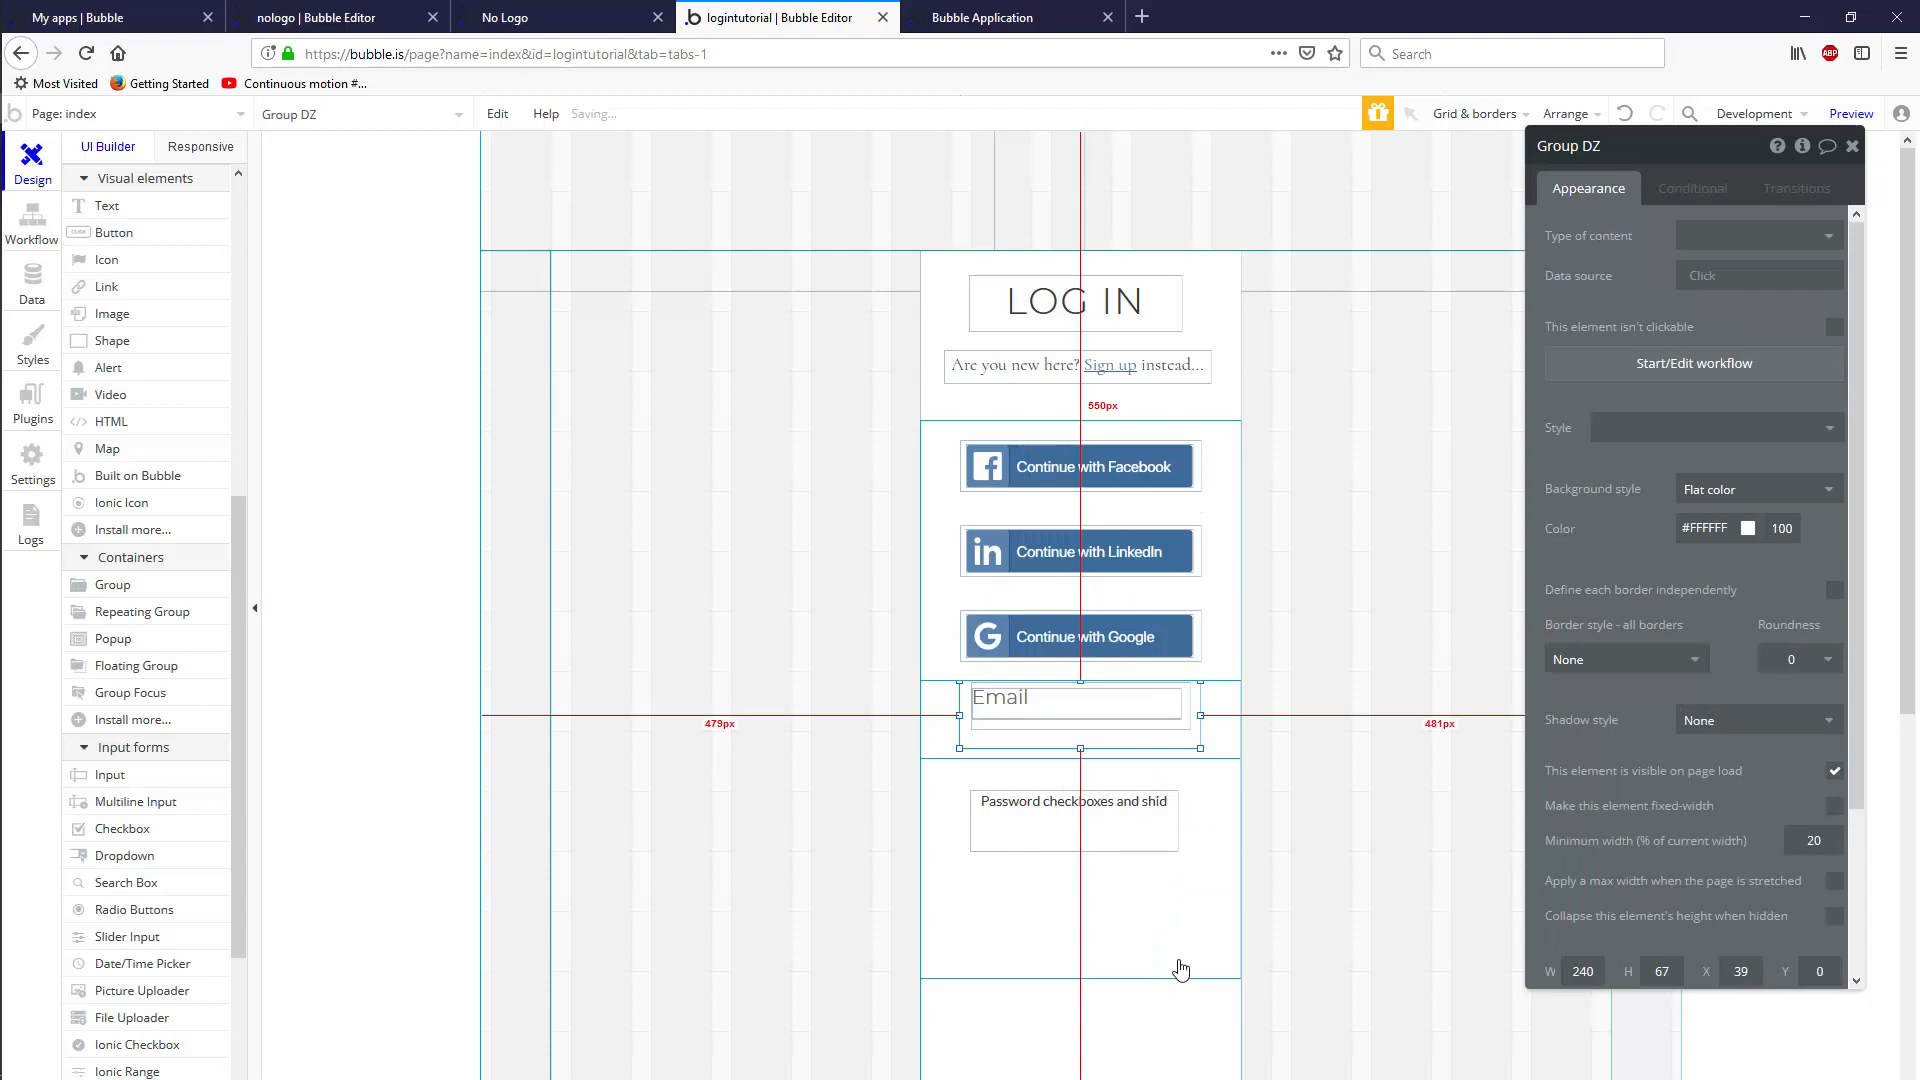 My apps | Bubble
nologo | Bubble Editor
No Logo
logintutorial | Bubble Editor
Bubble Application
https://bubble.is/page?name=index&id=logintutorial&tab=tabs-1
Search
ABP
Most Visited
Getting Started
Continuous motion #...
Page: index
Group DZ
Edit
Help
Saving...
Grid & borders
Arrange
Development
Preview
Design
Workflow
Data
Styles
Plugins
Settings
Logs
UI Builder
Responsive
Visual elements
Text
Button
Icon
Link
Image
Shape
Alert
Video
HTML
Map
Built on Bubble
Ionic Icon
Install more...
Containers
Group
Repeating Group
Popup
Floating Group
Group Focus
Install more...
Input forms
Input
Multiline Input
Checkbox
Dropdown
Search Box
Radio Buttons
Slider Input
Date/Time Picker
Picture Uploader
File Uploader
Ionic Checkbox
Ionic Range
LOG IN
Are you new here? Sign up instead...
550px
Continue with Facebook
Continue with LinkedIn
Continue with Google
Email
479px
481px
Password checkboxes and shid
Group DZ
Appearance
Conditional
Transitions
Type of content
Data source
Click
This element isn't clickable
Start/Edit workflow
Style
Background style
Flat color
Color
#FFFFFF
100
Define each border independently
Border style - all borders
Roundness
None
0
Shadow style
None
This element is visible on page load
Make this element fixed-width
Minimum width (% of current width)
20
Apply a max width when the page is stretched
Collapse this element's height when hidden
W 240 H 67 X 39 Y 0